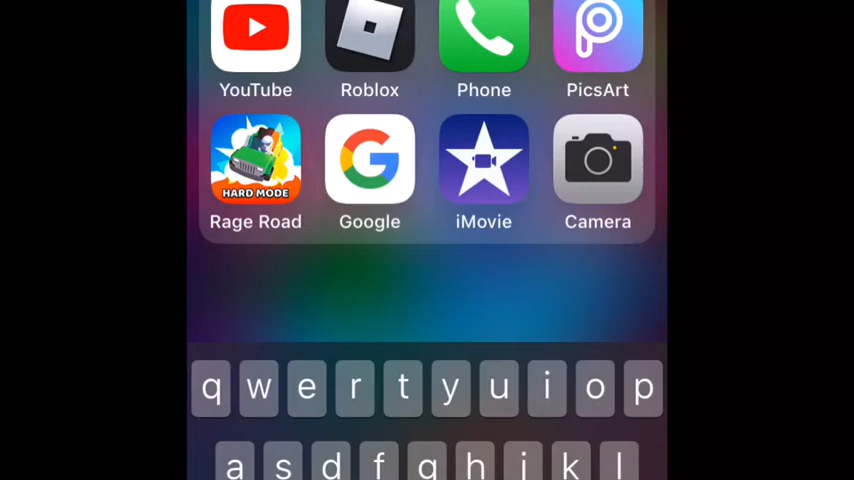 YouTube Roblox Phone PicsArt
HARD MODE
Rage Road Google iMovie Camera
q w e r t y u i o p
a s d f g h j k l